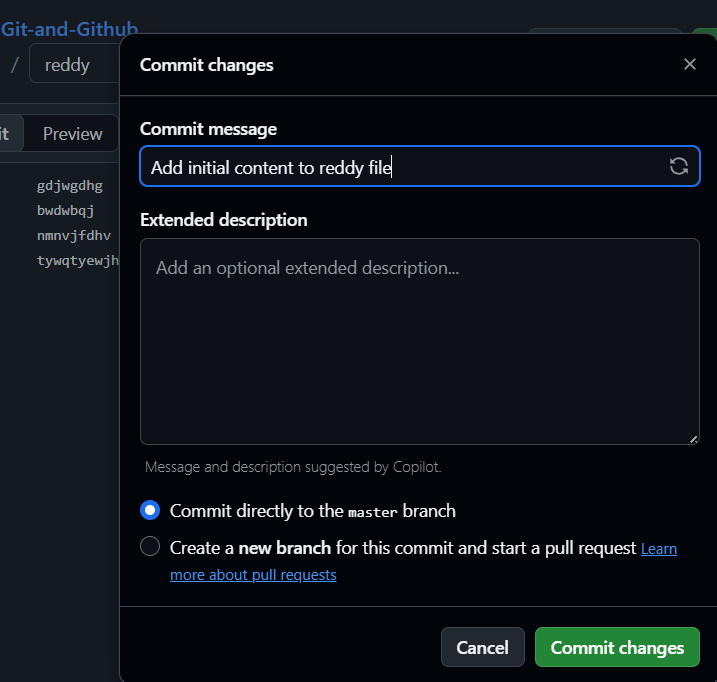 Git-and-Github
/ reddy
it Preview
gdjwgdhg
bwdwbqj
nmnvjfdhv
tywqtyewjh
Commit changes
Commit message
Add initial content to reddy file
Extended description
Add an optional extended description...
Message and description suggested by Copilot.
Commit directly to the master branch
Create a new branch for this commit and start a pull request Learn
more about pull requests
Cancel Commit changes